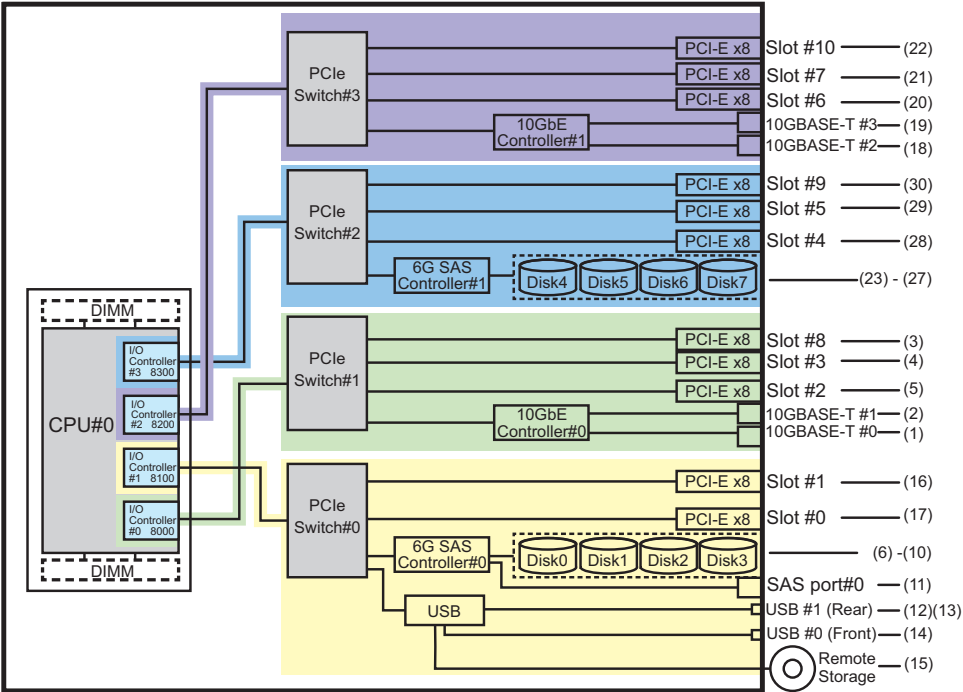 PCIe
Switch#3
PCI-E x8
Slot #10
(22)
PCI-E x8
Slot #7
(21)
PCI-E x8
Slot #6
(20)
10GbE
Controller#1
10GBASE-T #3
(19)
10GBASE-T #2
(18)
PCIe
Switch#2
PCI-E x8
Slot #9
(30)
PCI-E x8
Slot #5
(29)
PCI-E x8
Slot #4
(28)
6G SAS
Controller#1
Disk4
Disk5
Disk6
Disk7
(23) - (27)
DIMM
CPU#0
I/O
Controller
#3 8300
I/O
Controller
#2 8200
I/O
Controller
#1 8100
I/O
Controller
#0 8000
DIMM
PCIe
Switch#1
PCI-E x8
Slot #8
(3)
PCI-E x8
Slot #3
(4)
PCI-E x8
Slot #2
(5)
10GbE
Controller#0
10GBASE-T #1
(2)
10GBASE-T #0
(1)
PCIe
Switch#0
PCI-E x8
Slot #1
(16)
PCI-E x8
Slot #0
(17)
6G SAS
Controller#0
Disk0
Disk1
Disk2
Disk3
(6) -(10)
SAS port#0
(11)
USB
USB #1 (Rear)
(12)(13)
USB #0 (Front)
(14)
Remote
Storage
(15)